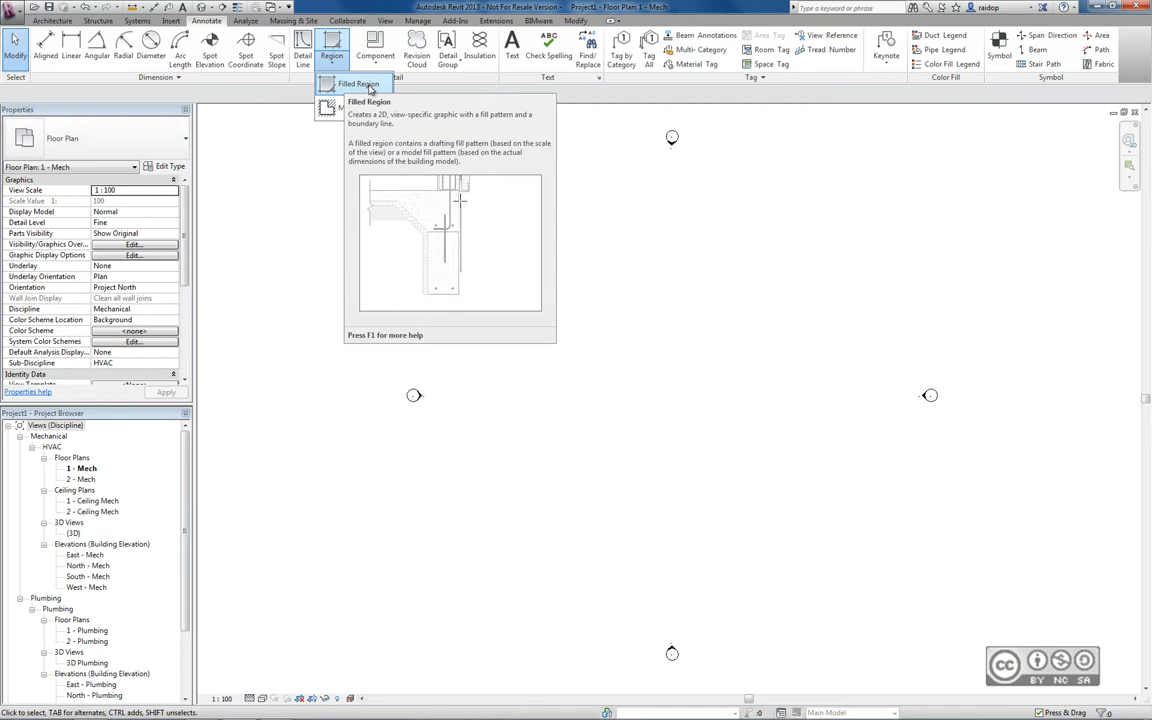 Autodesk Revit 2013 - Not For Resale Version - Project1 - Floor Plan: 1 - Mech
Type a keyword or phrase
raidop
Architecture Structure Systems Insert Annotate Analyze Massing & Site Collaborate View Manage Add-Ins Extensions BIMware Modify
Modify
Aligned Linear Angular Radial Diameter Arc Length Spot Elevation Spot Coordinate Spot Slope
Detail Line
Region
Component
Revision Cloud
Detail Group
Insulation
Text
Check Spelling
Find/ Replace
Tag by Category
Tag All
Beam Annotations
Multi- Category
Material Tag
Area Tag
Room Tag
Space Tag
View Reference
Tread Number
Keynote
Duct Legend
Pipe Legend
Color Fill Legend
Symbol
Span Direction
Beam
Stair Path
Area
Path
Fabric
Select
Dimension
Text
Tag
Color Fill
Symbol
Filled Region
Filled Region
Creates a 2D, view-specific graphic with a fill pattern and a
boundary line.
A filled region contains a drafting fill pattern (based on the scale
of the view) or a model fill pattern (based on the actual
dimensions of the building model).
Press F1 for more help
Properties
Floor Plan
Floor Plan: 1 - Mech
Edit Type
Graphics
View Scale 1 : 100
Scale Value 1: 100
Display Model Normal
Detail Level Fine
Parts Visibility Show Original
Visibility/Graphics Over... Edit...
Graphic Display Options Edit...
Underlay None
Underlay Orientation Plan
Orientation Project North
Wall Join Display Clean all wall joins
Discipline Mechanical
Color Scheme Location Background
Color Scheme <none>
System Color Schemes Edit...
Default Analysis Display... None
Sub-Discipline HVAC
Identity Data
Properties help
Apply
Project1 - Project Browser
Views (Discipline)
Mechanical
HVAC
Floor Plans
1 - Mech
2 - Mech
Ceiling Plans
1 - Ceiling Mech
2 - Ceiling Mech
3D Views
{3D}
Elevations (Building Elevation)
East - Mech
North - Mech
South - Mech
West - Mech
Plumbing
Plumbing
Floor Plans
1 - Plumbing
2 - Plumbing
3D Views
3D Plumbing
Elevations (Building Elevation)
East - Plumbing
North - Plumbing
cc
BY NC SA
1 : 100
Click to select, TAB for alternates, CTRL adds, SHIFT unselects.
:0
Main Model
Press & Drag
:0